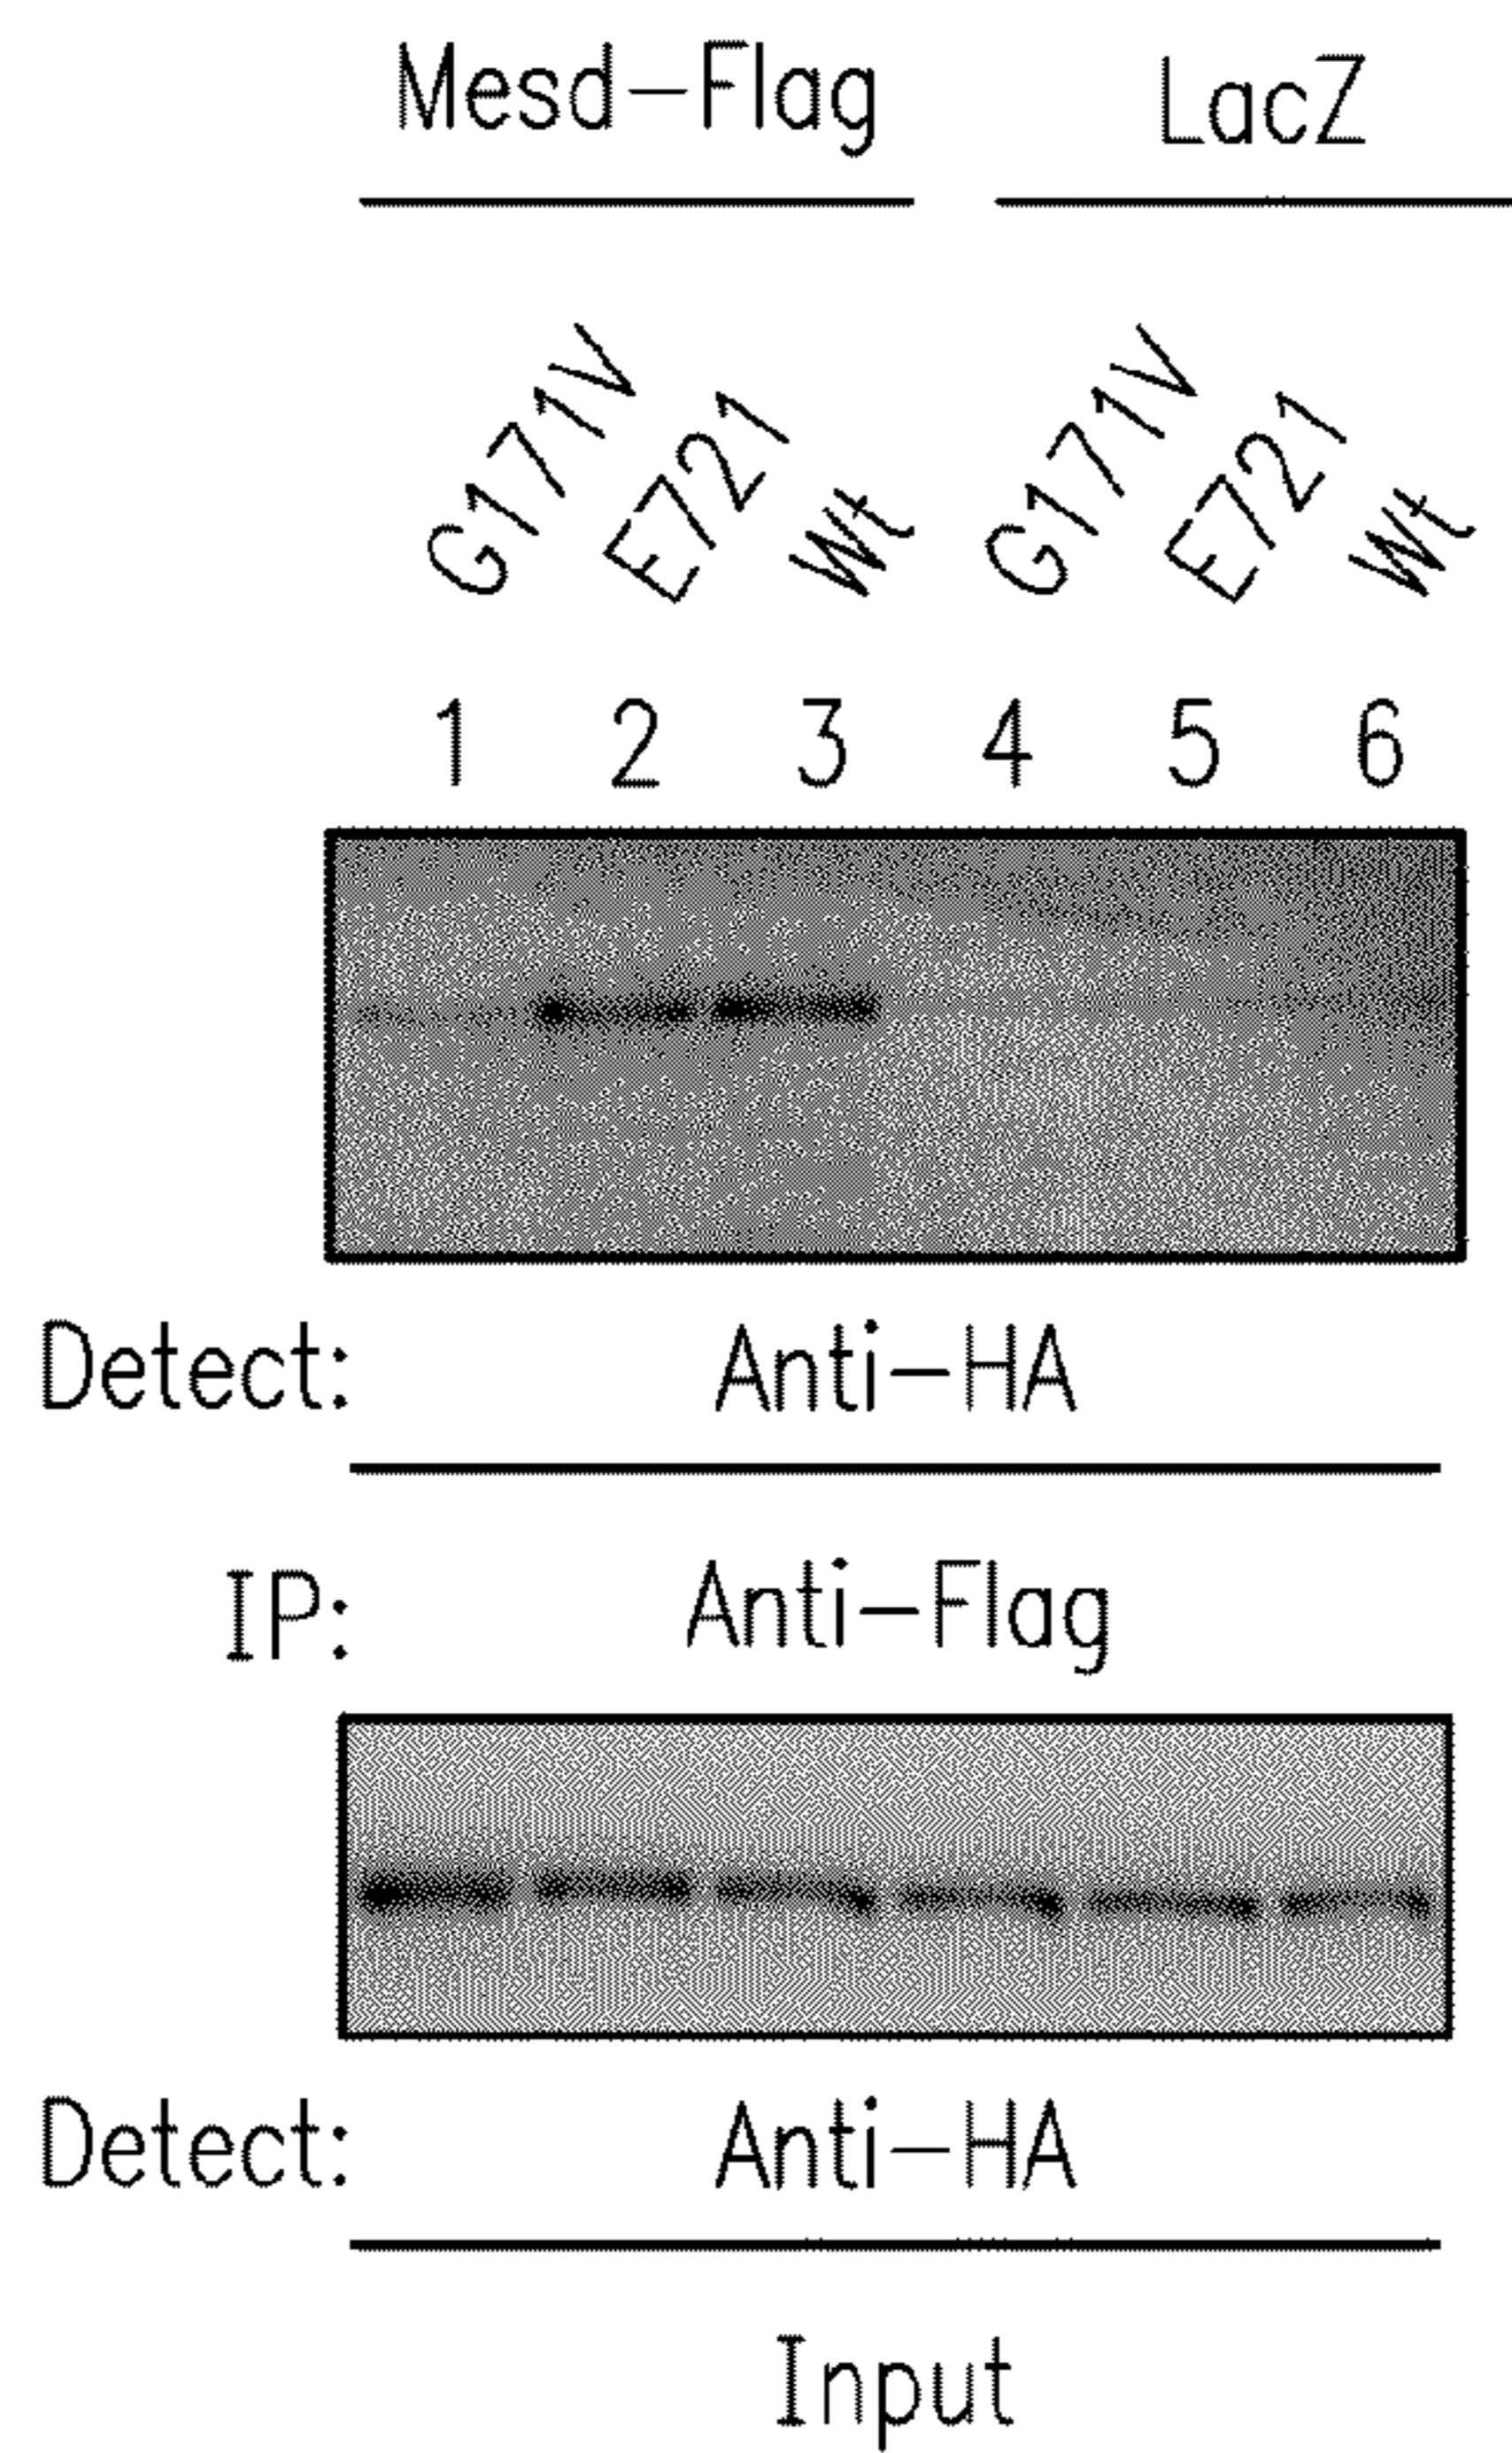 Mesd-Flag LacZ
G171V E721 Wt G171V E721 Wt
1 2 3 4 5 6
Detect: Anti-HA
IP: Anti-Flag
Detect: Anti-HA
Input